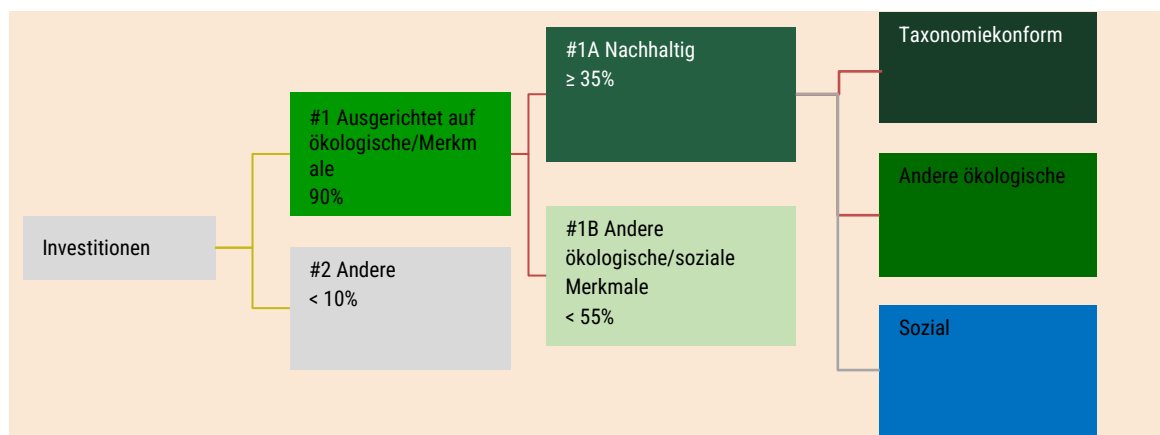 Investitionen
#1 Ausgerichtet auf
ökologische/Merkm
ale
90%
#2 Andere
< 10%
#1A Nachhaltig
≥ 35%
#1B Andere
ökologische/soziale
Merkmale
< 55%
Taxonomiekonform
Andere ökologische
Sozial